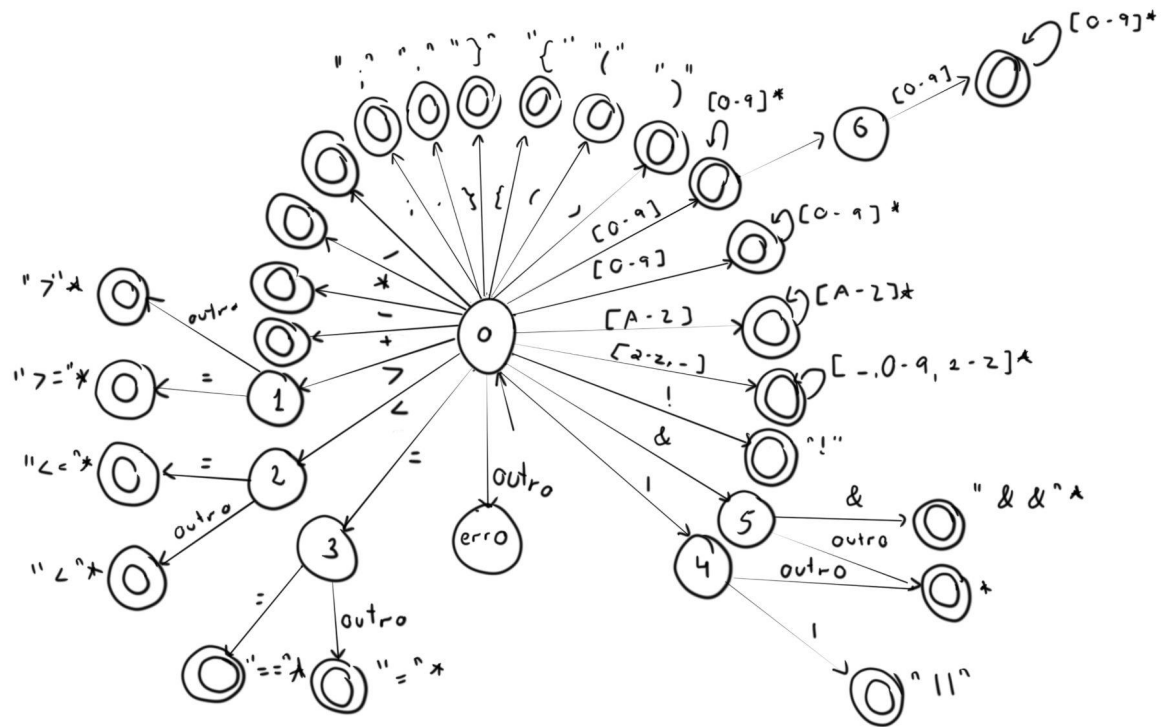 ";" "." "}" "{" "(" ")"
[0-9]*
[0-9]
6
[0-9]*
; . } { ( )
[0-9]
[0-9]*
[0-9]
[A-Z]*
[A-Z]
[a-z,_]
[_,0-9, a-z]*
-
*
-
+
0
">"*
outro
>
">="*
=
1
<
!
"!"
"<="*
=
2
=
&
|
outro
"<"*
outro
3
erro
5
&
"&&"*
outro
4
outro
*
=
outro
|
"=="*
"="*
"||"